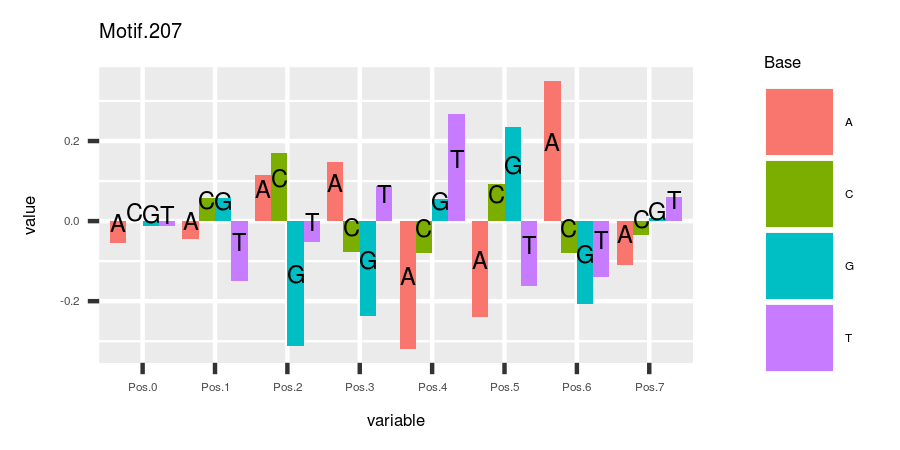 Motif.207
Base
A
C
G
T
value
0.2
0.0
-0.2
A C G T A C G T A C G T A C G T A C G T A C G T A C G T A C G T
Pos.0 Pos.1 Pos.2 Pos.3 Pos.4 Pos.5 Pos.6 Pos.7
variable